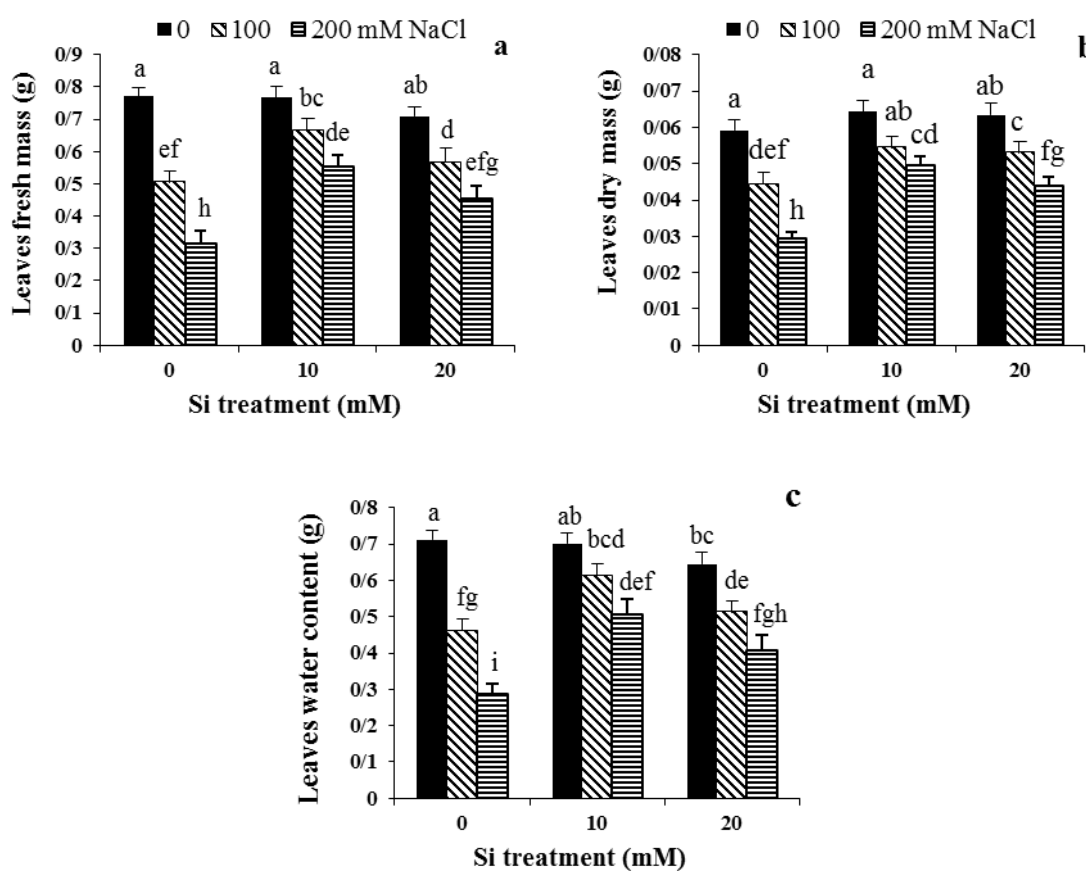 0 100 200 mM NaCl
a
Leaves fresh mass (g)
0/9
0/8
0/7
0/6
0/5
0/4
0/3
0/2
0/1
0
a ef h
a bc de
ab d efg
0 10 20
Si treatment (mM)
0 100 200 mM NaCl
b
Leaves dry mass (g)
0/08
0/07
0/06
0/05
0/04
0/03
0/02
0/01
0
a def h
a ab cd
ab c fg
0 10 20
Si treatment (mM)
c
Leaves water content (g)
0/8
0/7
0/6
0/5
0/4
0/3
0/2
0/1
0
a fg i
ab bcd def
bc de fgh
0 10 20
Si treatment (mM)